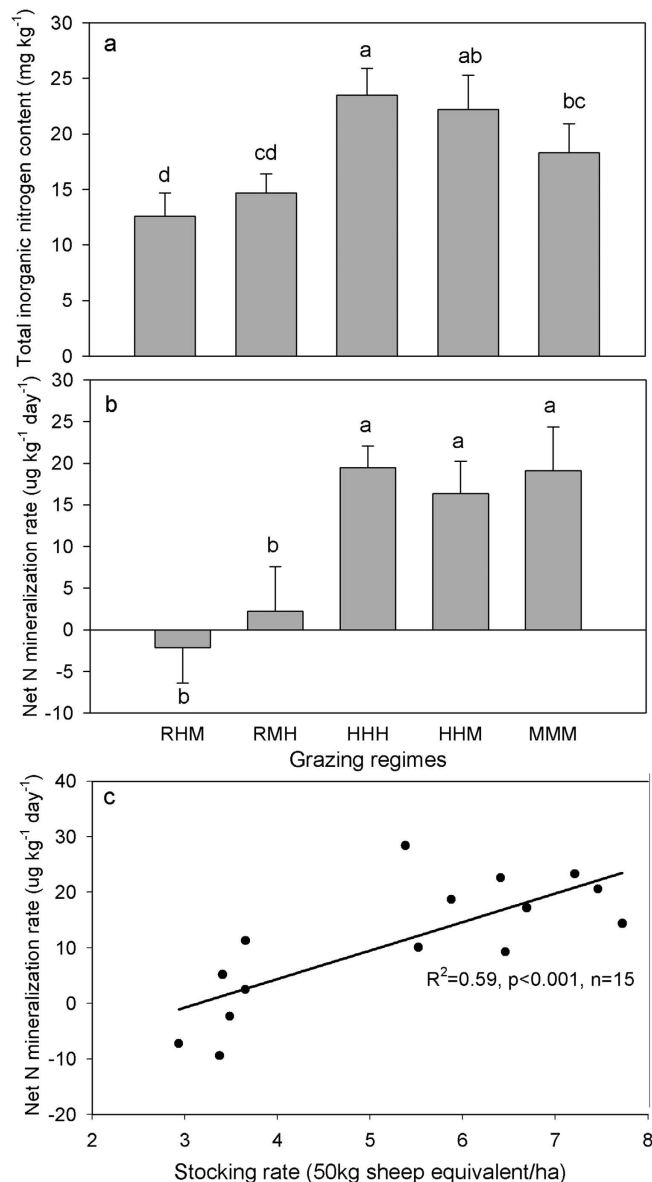 a
Total inorganic nitrogen content (mg kg⁻¹)
30
25
20
15
10
5
0
d
cd
a
ab
bc
b
Net N mineralization rate (ug kg⁻¹ day⁻¹)
30
25
20
15
10
5
0
-5
-10
b
b
a
a
a
RHM RMH HHH HHM MMM
Grazing regimes
c
Net N mineralization rate (ug kg⁻¹ day⁻¹)
40
30
20
10
0
-10
-20
R²=0.59, p<0.001, n=15
2 3 4 5 6 7 8
Stocking rate (50kg sheep equivalent/ha)